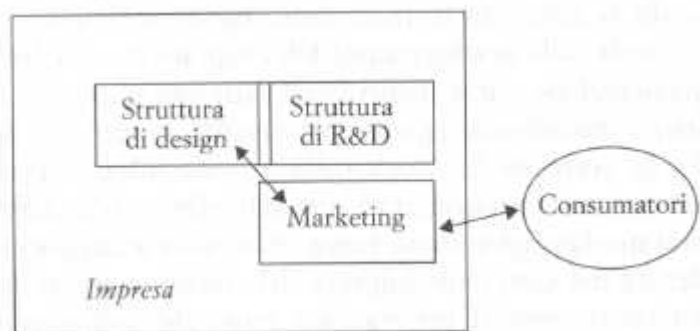 Struttura
di design
Struttura
di R&D
Marketing
Consumatori
Impresa